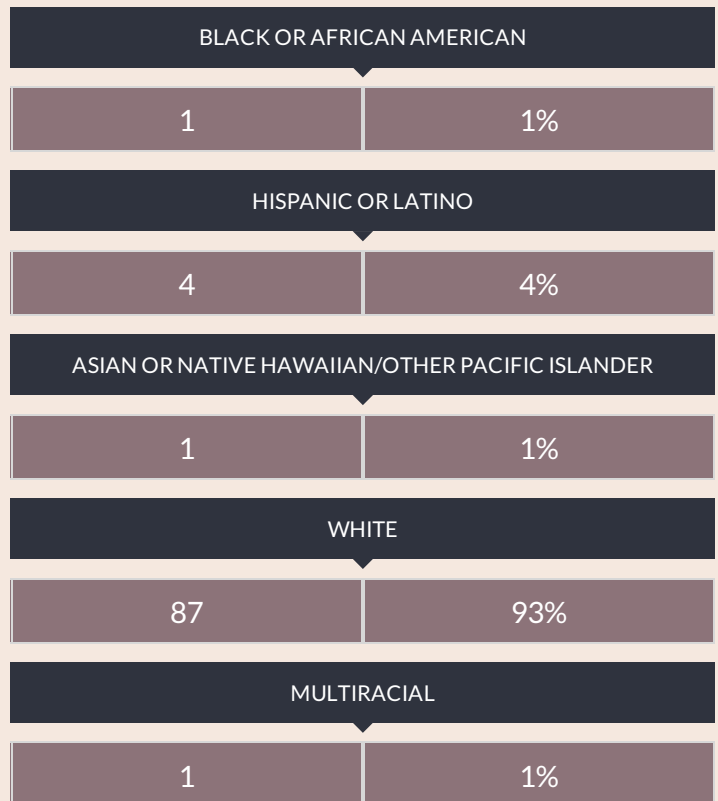 BLACK OR AFRICAN AMERICAN
1 1%
HISPANIC OR LATINO
4 4%
ASIAN OR NATIVE HAWAIIAN/OTHER PACIFIC ISLANDER
1 1%
WHITE
87 93%
MULTIRACIAL
1 1%